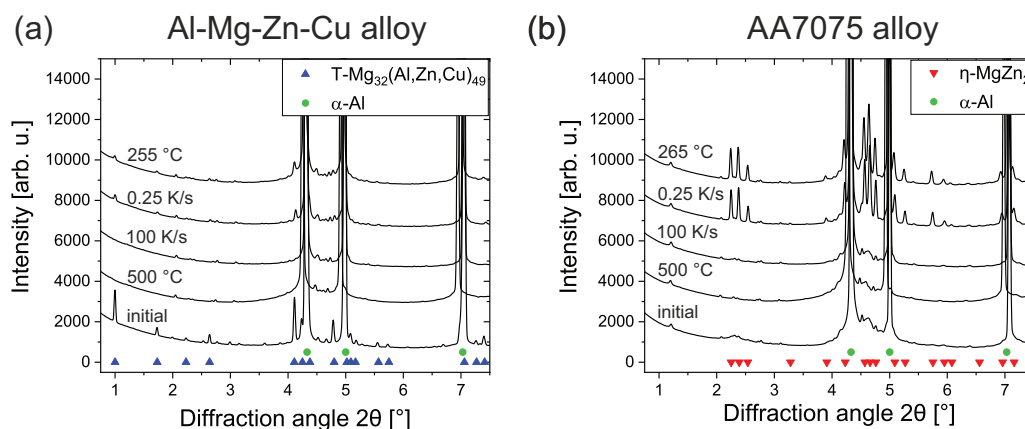 (a) Al-Mg-Zn-Cu alloy
14000
12000
10000
8000
6000
4000
2000
0
Intensity [arb. u.]
T-Mg₃₂(Al,Zn,Cu)₄₉
α-Al
255 °C
0.25 K/s
100 K/s
500 °C
initial
1 2 3 4 5 6 7
Diffraction angle 2θ [°]
(b) AA7075 alloy
14000
12000
10000
8000
6000
4000
2000
0
Intensity [arb. u.]
η-MgZn₂
α-Al
265 °C
0.25 K/s
100 K/s
500 °C
initial
1 2 3 4 5 6 7
Diffraction angle 2θ [°]